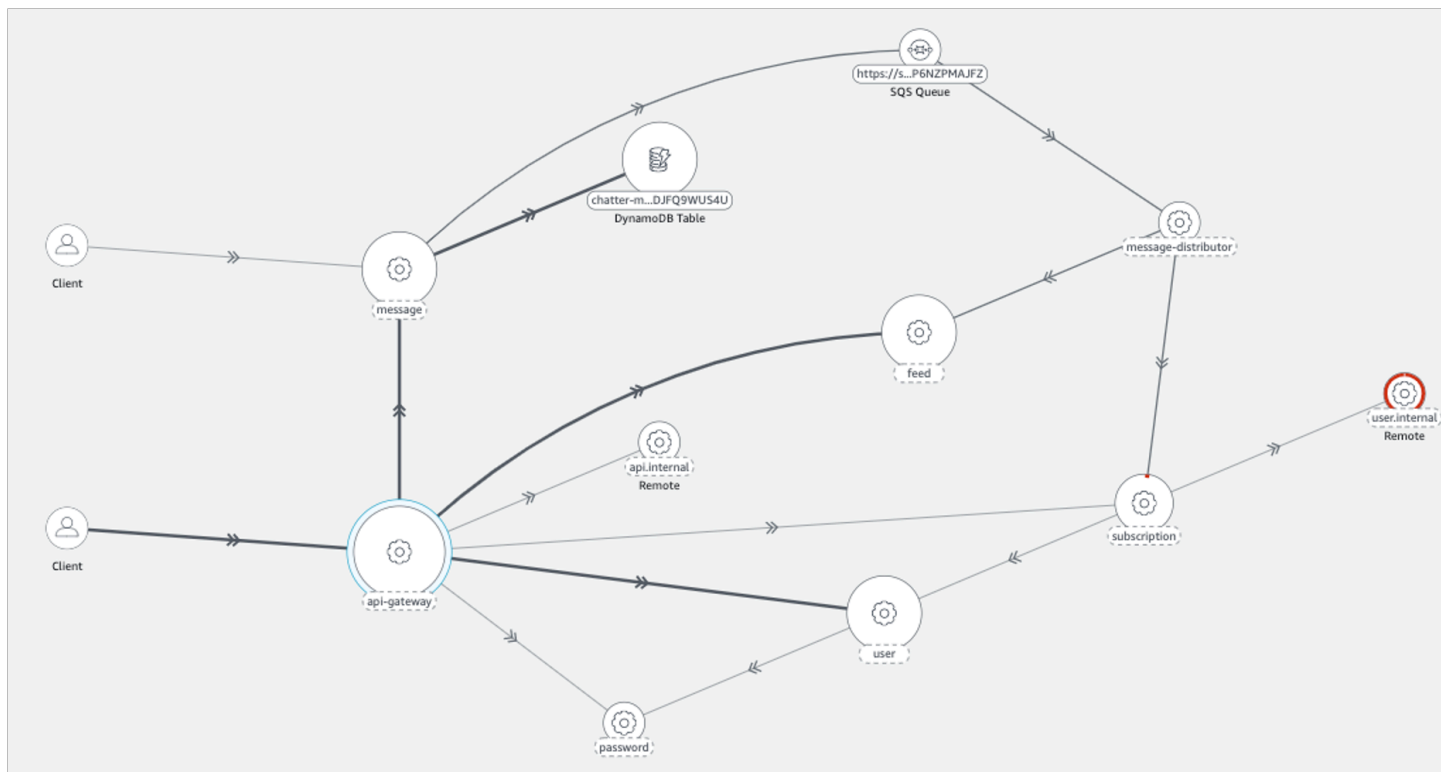 https://s...P6NZPMAJFZ
SQS Queue
chatter-m...DJFQ9WUS4U
DynamoDB Table
message-distributor
Client
message
feed
user.internal
Remote
api.internal
Remote
subscription
Client
api-gateway
user
password